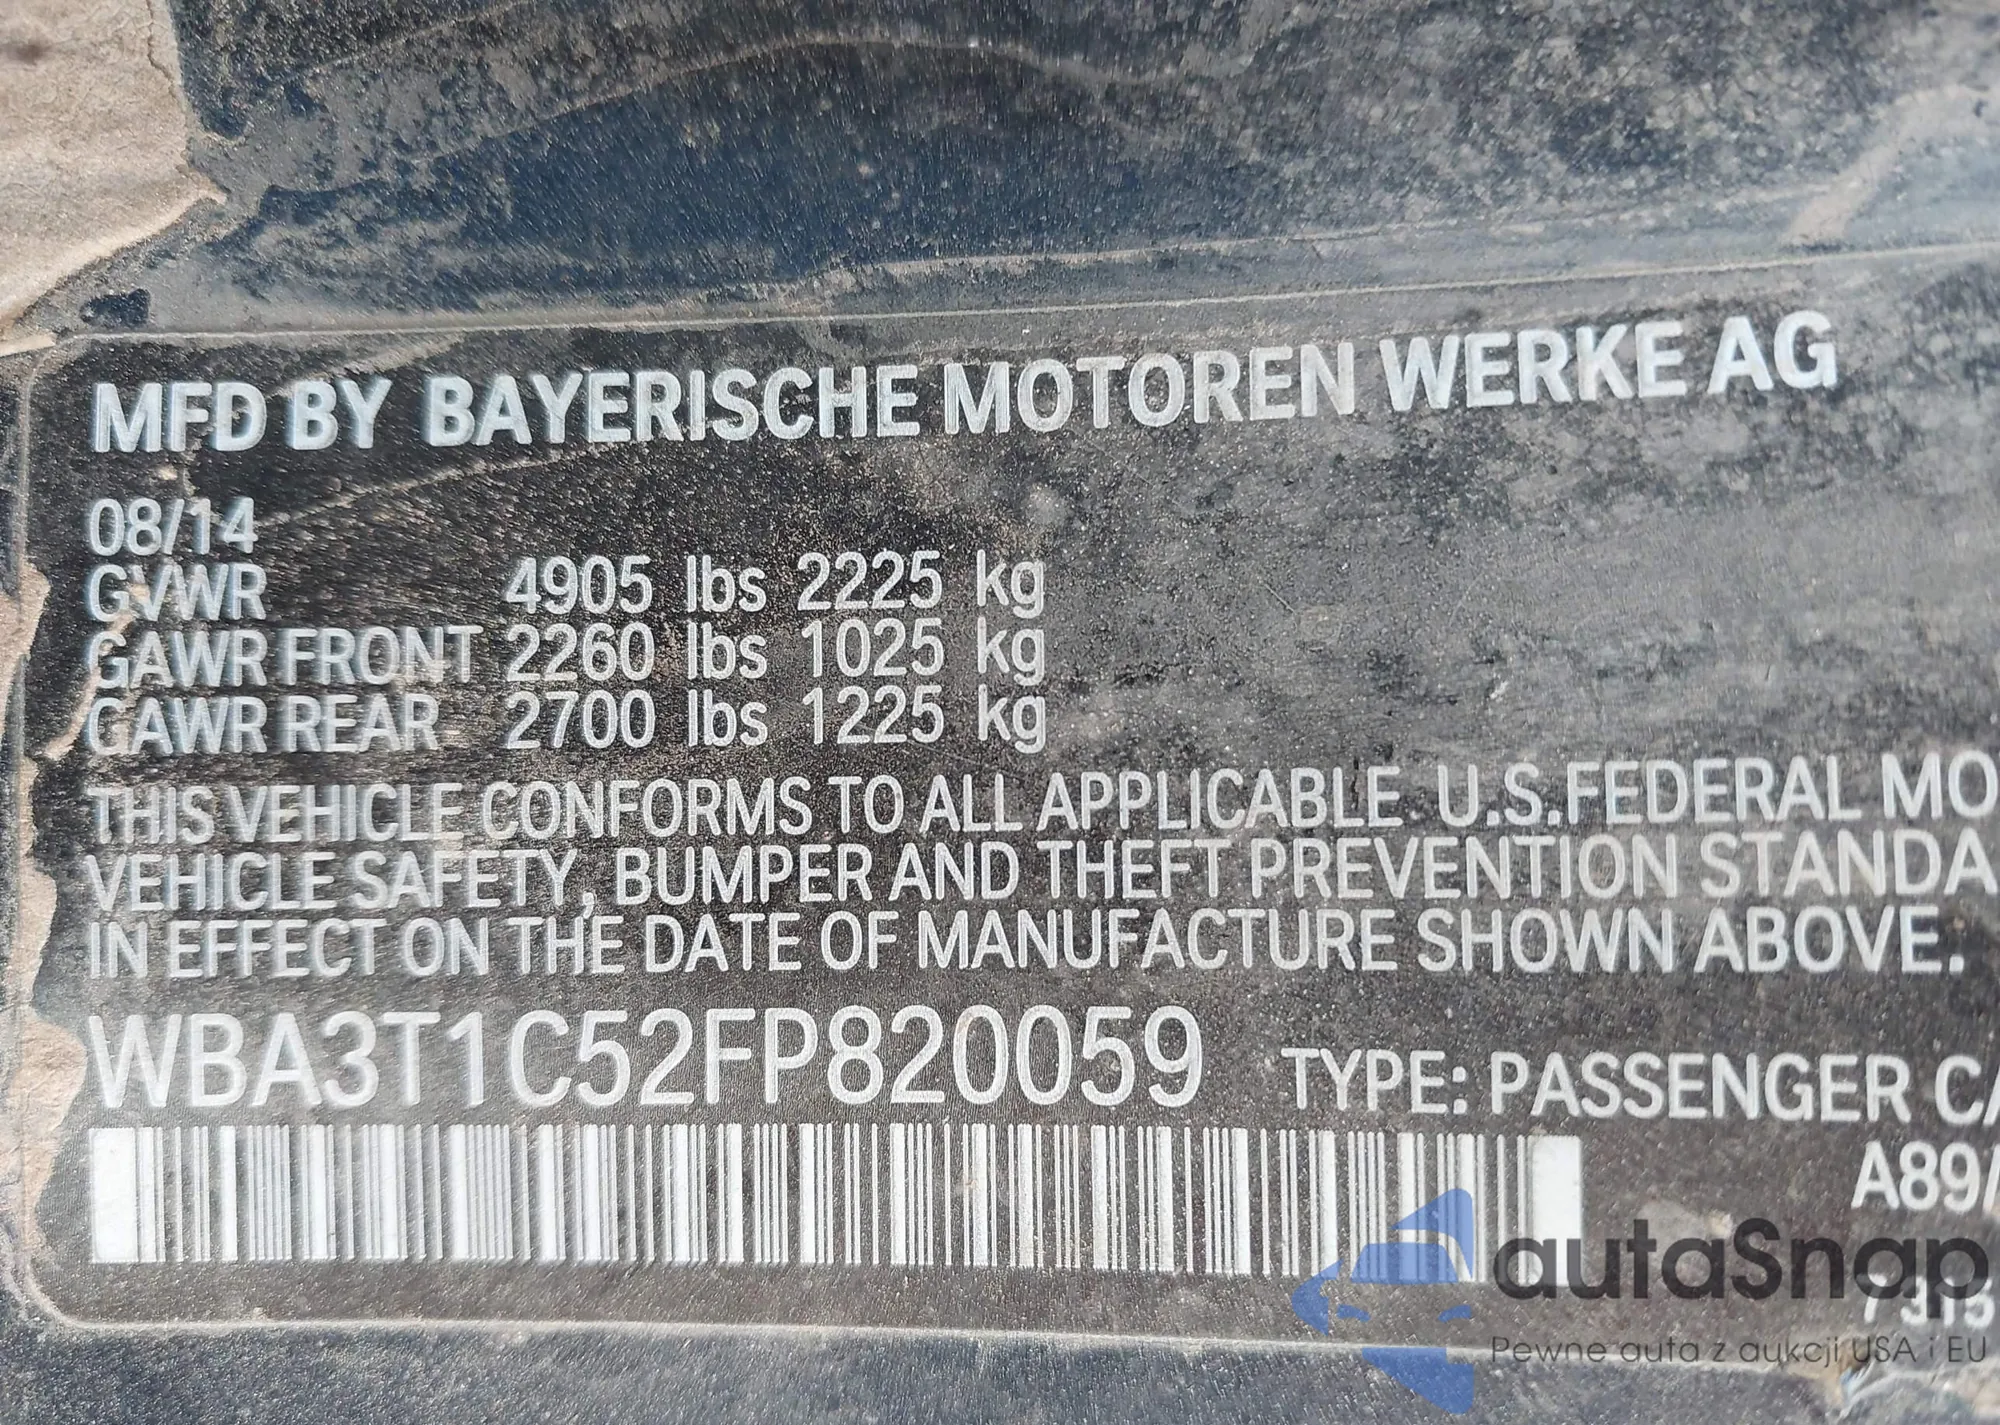 MFD BY BAYERISCHE MOTOREN WERKE AG
08/14
GVWR 4905 lbs 2225 kg
GAWR FRONT 2260 lbs 1025 kg
GAWR REAR 2700 lbs 1225 kg
THIS VEHICLE CONFORMS TO ALL APPLICABLE U.S.FEDERAL MO
VEHICLE SAFETY, BUMPER AND THEFT PREVENTION STANDA
IN EFFECT ON THE DATE OF MANUFACTURE SHOWN ABOVE.
WBA3T1C52FP820059 TYPE: PASSENGER CA
A89/
autaSnap
Pewne auta z aukcji USA i EU